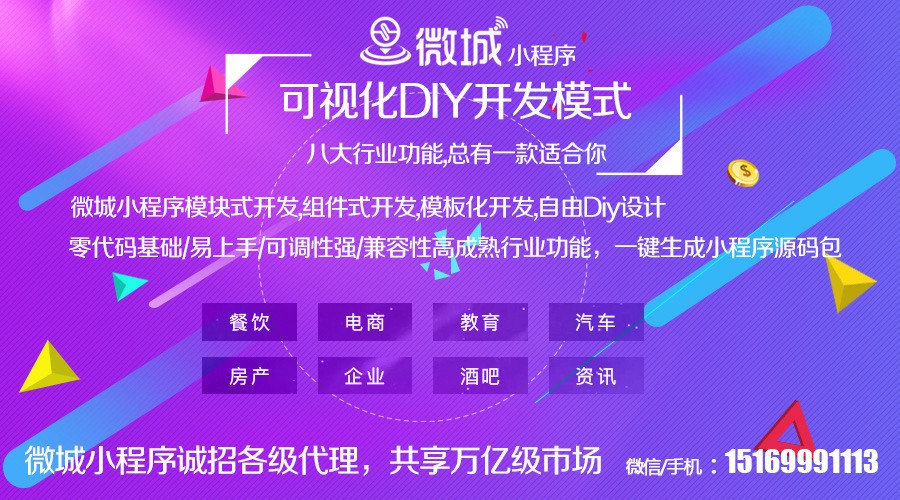 微城小程序
可视化DIY开发模式
八大行业功能,总有一款适合你
微城小程序模块式开发,组件式开发,模板化开发,自由Diy设计
零代码基础/易上手/可调性强/兼容性高成熟行业功能，一键生成小程序源码包
餐饮 电商 教育 汽车
房产 企业 酒吧 资讯
微城小程序诚招各级代理，共享万亿级市场 微信/手机：15169991113